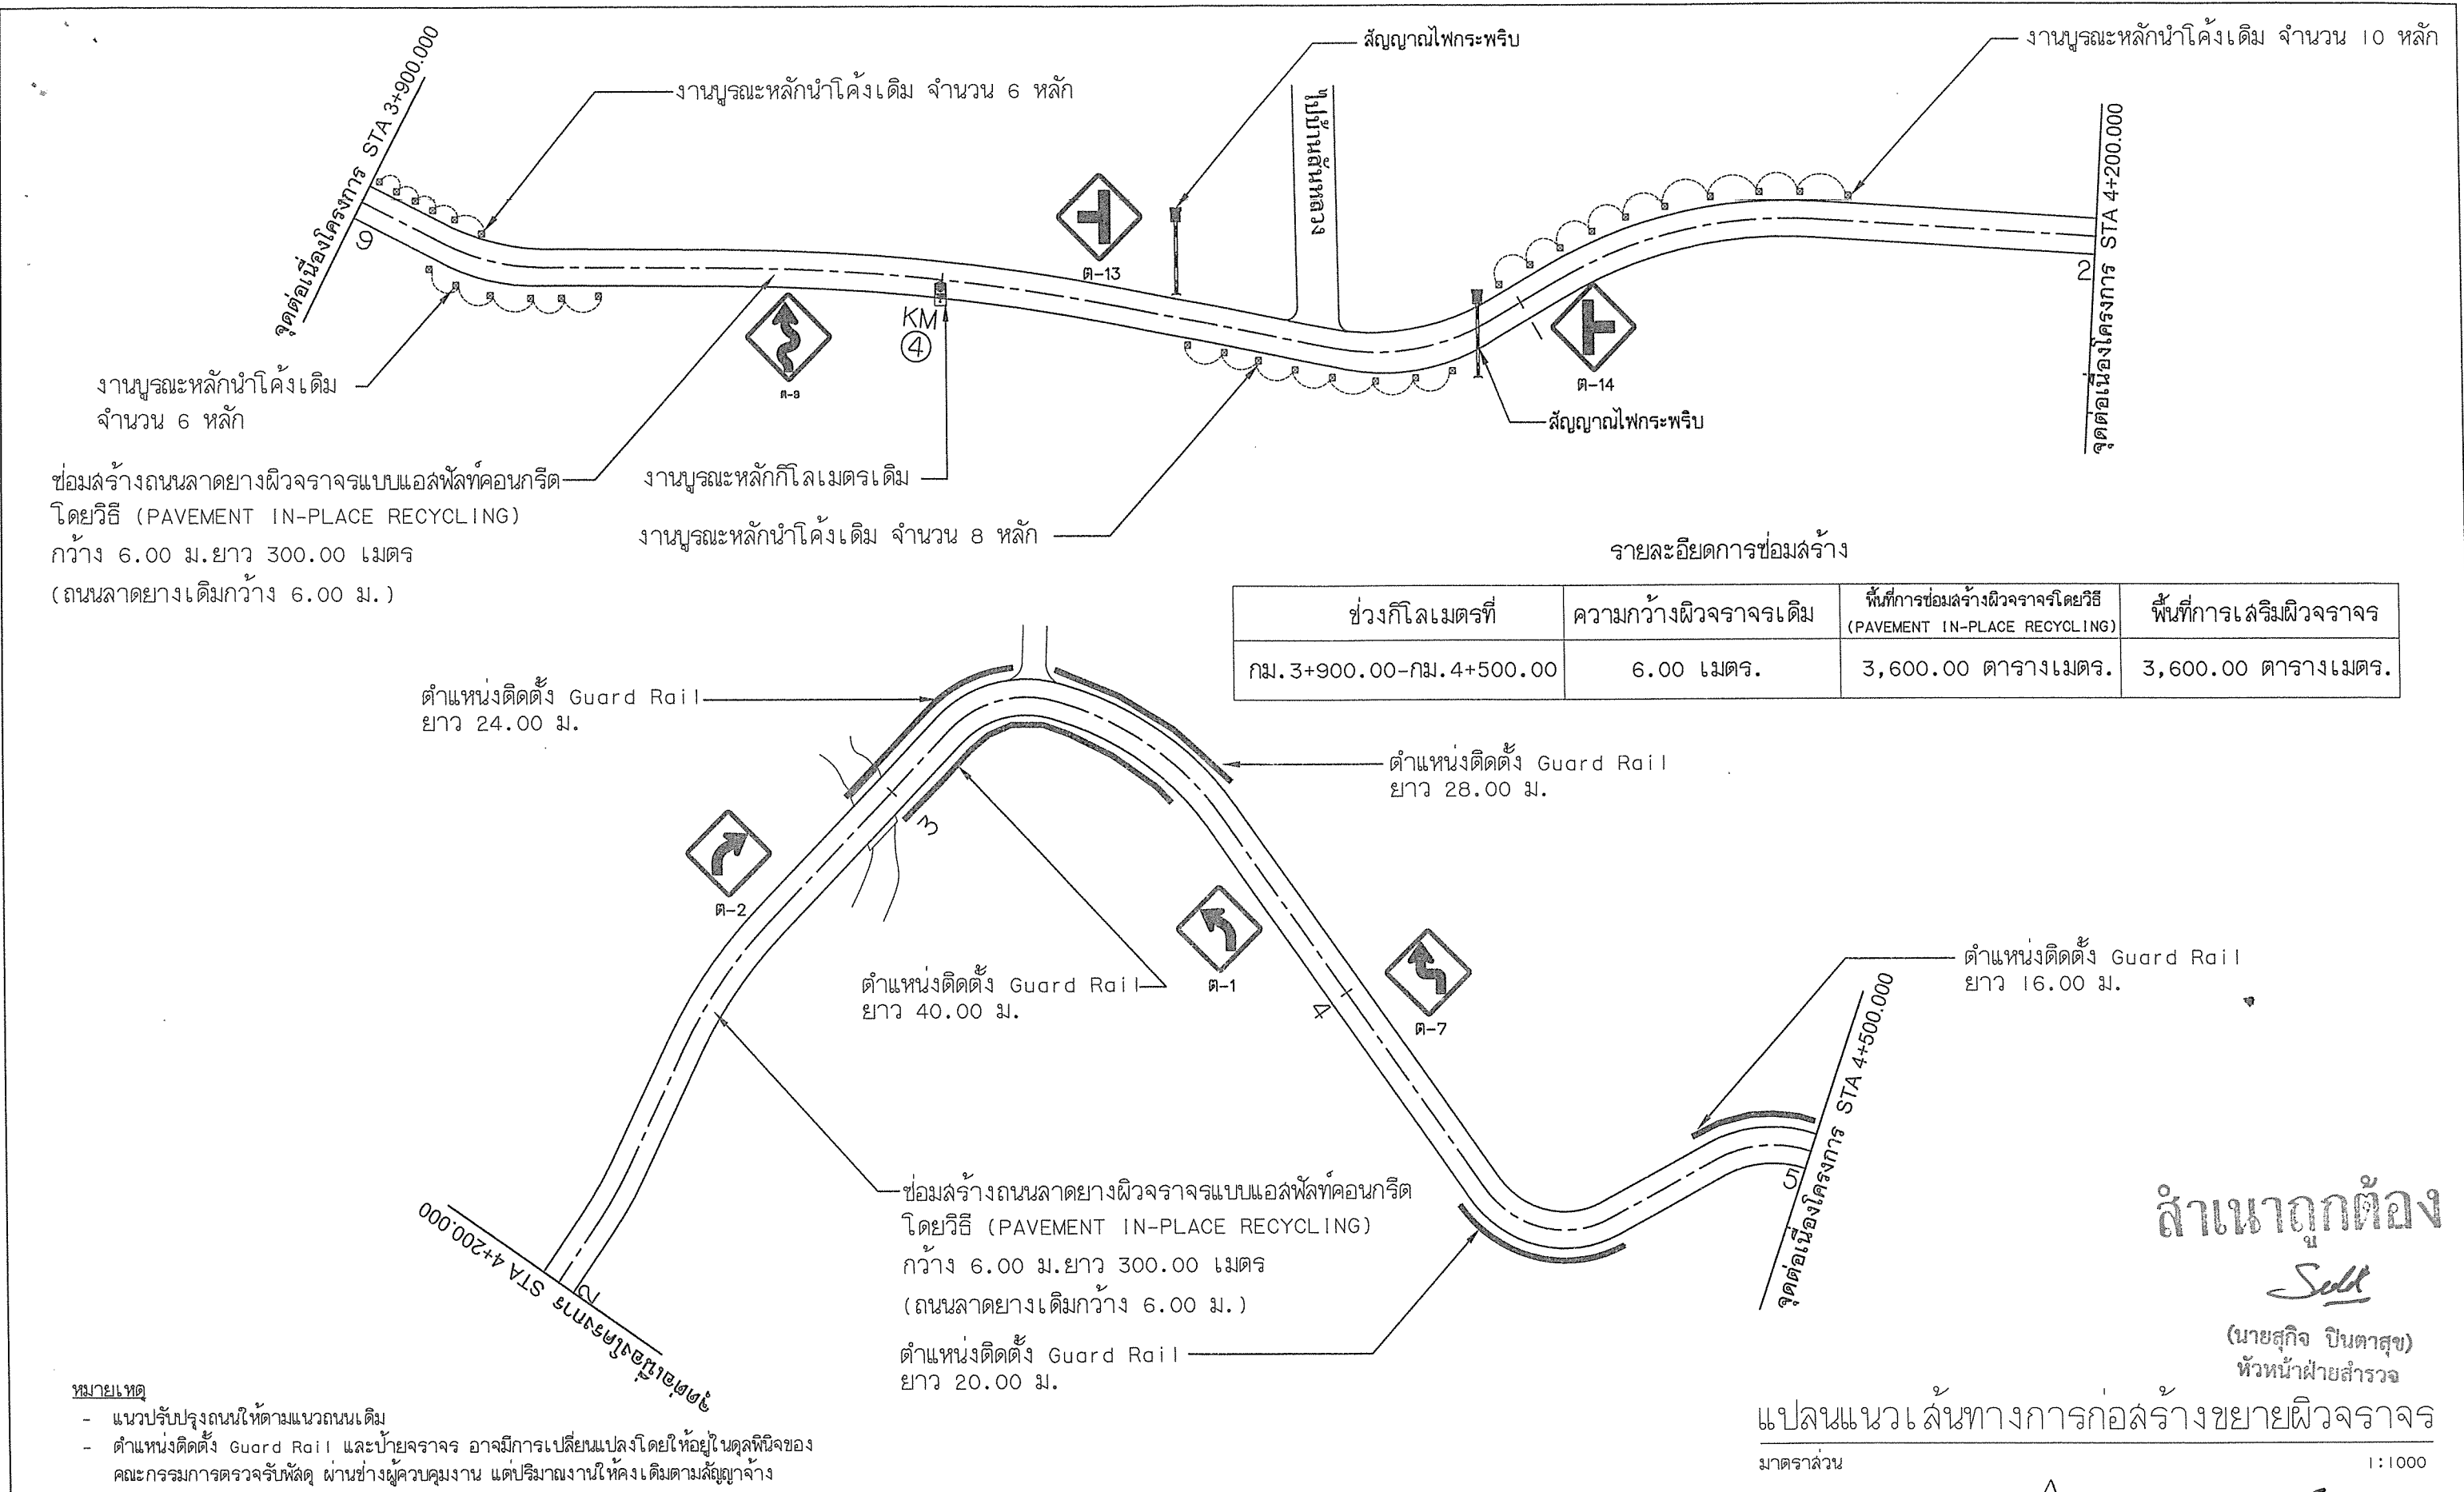 จุดต่อเนื่องโครงการ STA 3+900.000
9
งานบูรณะหลักนำโค้งเดิม จำนวน 6 หลัก
สัญญาณไฟกระพริบ
งานบูรณะหลักนำโค้งเดิม จำนวน 10 หลัก
ต-13
จุดต่อเนื่องโครงการ STA 4+200.000
2
KM
4
ต-9
1
ต-14
สัญญาณไฟกระพริบ
งานบูรณะหลักนำโค้งเดิม
จำนวน 6 หลัก
ซ่อมสร้างถนนลาดยางผิวจราจรแบบแอสฟัลท์คอนกรีต
โดยวิธี (PAVEMENT IN-PLACE RECYCLING)
กว้าง 6.00 ม.ยาว 300.00 เมตร
(ถนนลาดยางเดิมกว้าง 6.00 ม.)
งานบูรณะหลักกิโลเมตรเดิม
งานบูรณะหลักนำโค้งเดิม จำนวน 8 หลัก
รายละอียดการซ่อมสร้าง
ช่วงกิโลเมตรที่ ความกว้างผิวจราจรเดิม พื้นที่การซ่อมสร้างผิวจราจรโดยวิธี (PAVEMENT IN-PLACE RECYCLING) พื้นที่การเสริมผิวจราจร
กม.3+900.00-กม.4+500.00 6.00 เมตร. 3,600.00 ตารางเมตร. 3,600.00 ตารางเมตร.
ตำแหน่งติดตั้ง Guard Rail
ยาว 24.00 ม.
ตำแหน่งติดตั้ง Guard Rail
ยาว 28.00 ม.
3
ต-2
ตำแหน่งติดตั้ง Guard Rail
ยาว 40.00 ม.
ต-1
4
ต-7
ตำแหน่งติดตั้ง Guard Rail
ยาว 16.00 ม.
จุดต่อเนื่องโครงการ STA 4+500.000
5
จุดต่อเนื่องโครงการ STA 4+200.000
2
ซ่อมสร้างถนนลาดยางผิวจราจรแบบแอสฟัลท์คอนกรีต
โดยวิธี (PAVEMENT IN-PLACE RECYCLING)
กว้าง 6.00 ม.ยาว 300.00 เมตร
(ถนนลาดยางเดิมกว้าง 6.00 ม.)
ตำแหน่งติดตั้ง Guard Rail
ยาว 20.00 ม.
สำเนาถูกต้อง
(นายสุกิจ ปินตาสุข)
หัวหน้าฝ่ายสำรวจ
หมายเหตุ
- แนวปรับปรุงถนนให้ตามแนวถนนเดิม
- ตำแหน่งติดตั้ง Guard Rail และป้ายจราจร อาจมีการเปลี่ยนแปลงโดยให้อยู่ในดุลพินิจของ
คณะกรรมการตรวจรับพัสดุ ผ่านช่างผู้ควบคุมงาน แต่ปริมาณงานให้คงเดิมตามสัญญาจ้าง
แปลนแนวเส้นทางการก่อสร้างขยายผิวจราจร
มาตราส่วน 1:1000